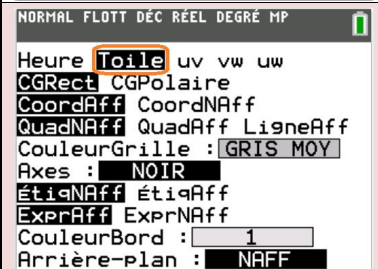 NORMAL FLOTT DÉC RÉEL DEGRÉ MP
Heure Toile uv vw uw
CGRect CGPolaire
CoordAff CoordNAff
QuadNAff QuadAff LigneAff
CouleurGrille : GRIS MOY
Axes : NOIR
ÉtiqNAff ÉtiqAff
ExprAff ExprNAff
CouleurBord : 1
Arrière-plan : NAFF